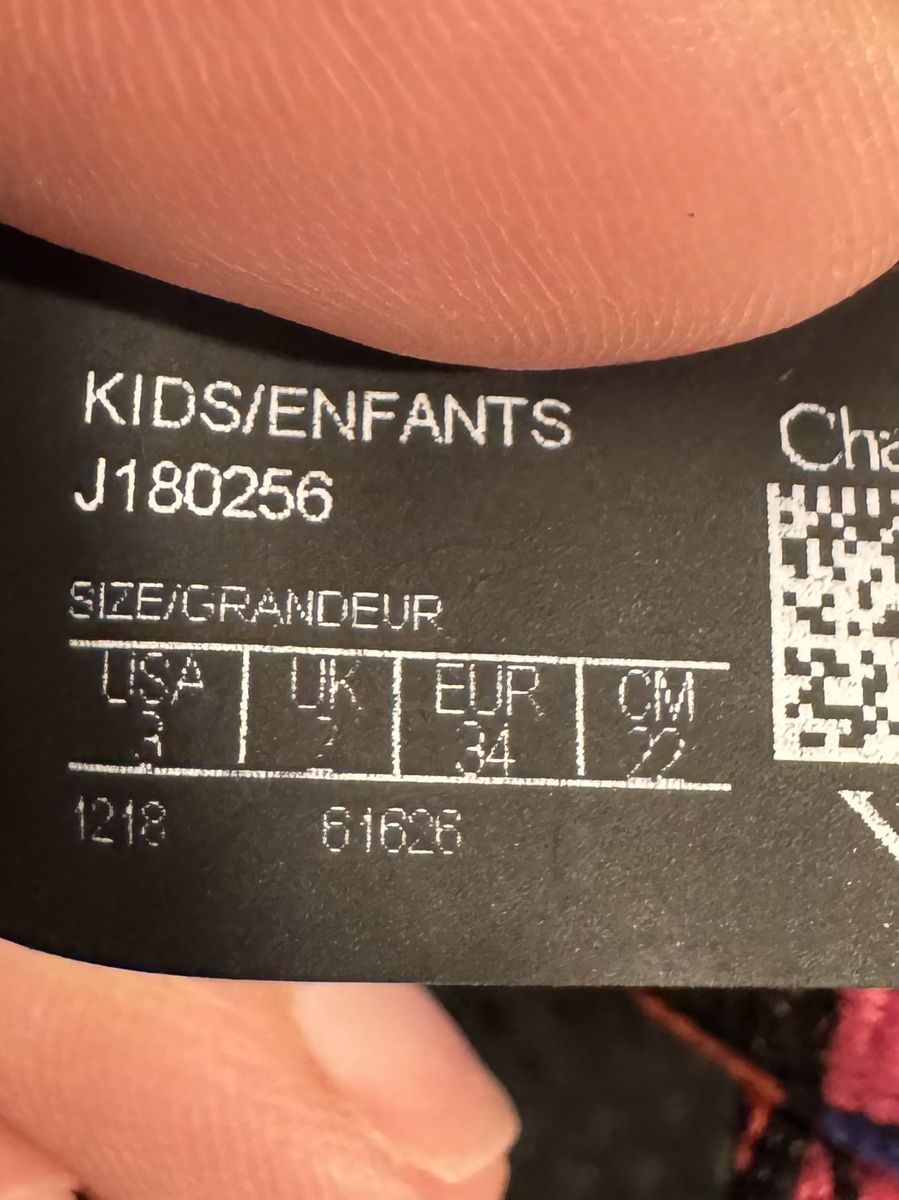 KIDS/ENFANTS
J180256
SIZE/GRANDEUR
USA UK EUR CM
3 2 34 22
1218 61626
Cha